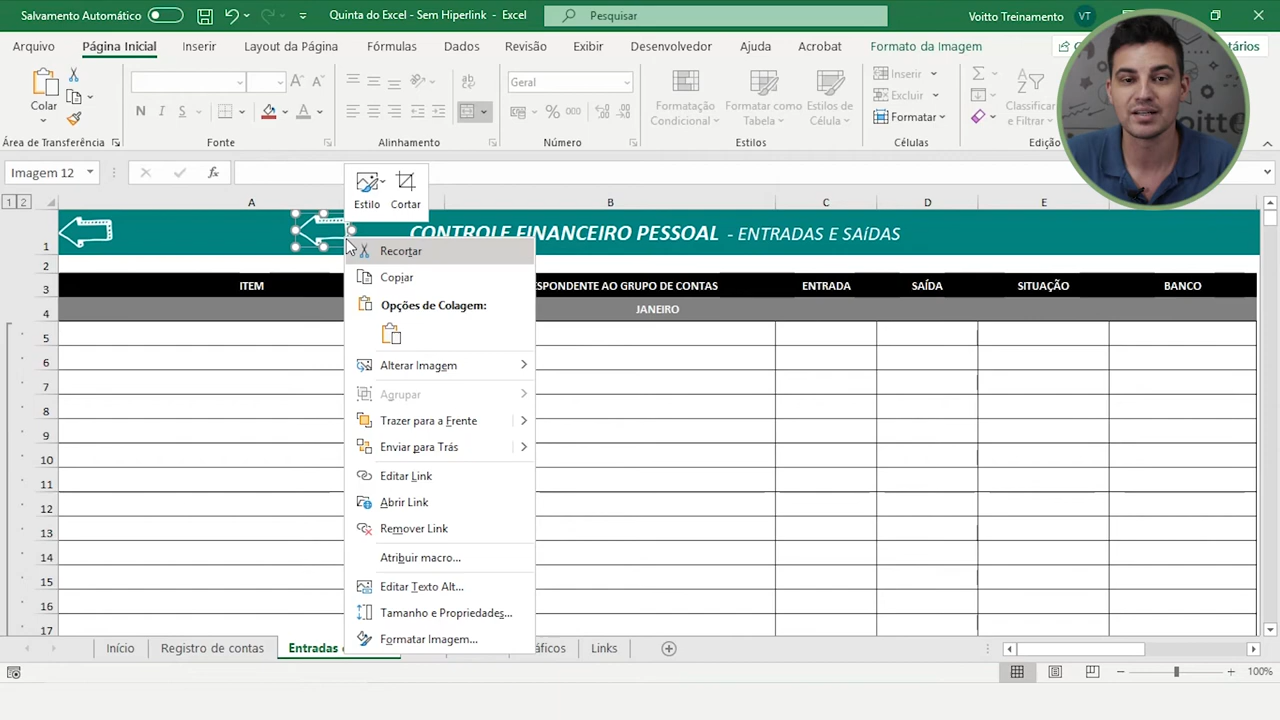 Salvamento Automático
Quinta do Excel - Sem Hiperlink - Excel
Pesquisar
Voitto Treinamento
VT
Arquivo
Página Inicial
Inserir
Layout da Página
Fórmulas
Dados
Revisão
Exibir
Desenvolvedor
Ajuda
Acrobat
Formato da Imagem
Colar
Área de Transferência
N I S
Fonte
Alinhamento
Geral
% 000
Número
Formatação Condicional
Formatar como Tabela
Estilos de Célula
Estilos
Inserir
Excluir
Formatar
Células
Classificar e Filtrar
Edição
Imagem 12
fx
Estilo
Cortar
1 2
A B C D E
1
CONTROLE FINANCEIRO PESSOAL - ENTRADAS E SAíDAS
2
3 ITEM
AO GRUPO DE CONTAS ENTRADA SAÍDA SITUAÇÃO BANCO
4 JANEIRO
5
6
7
8
9
10
11
12
13
14
15
16
17
Recortar
Copiar
Opções de Colagem:
Alterar Imagem
Agrupar
Trazer para a Frente
Enviar para Trás
Editar Link
Abrir Link
Remover Link
Atribuir macro...
Editar Texto Alt...
Tamanho e Propriedades...
Formatar Imagem...
Início
Registro de contas
Entradas
Links
100%